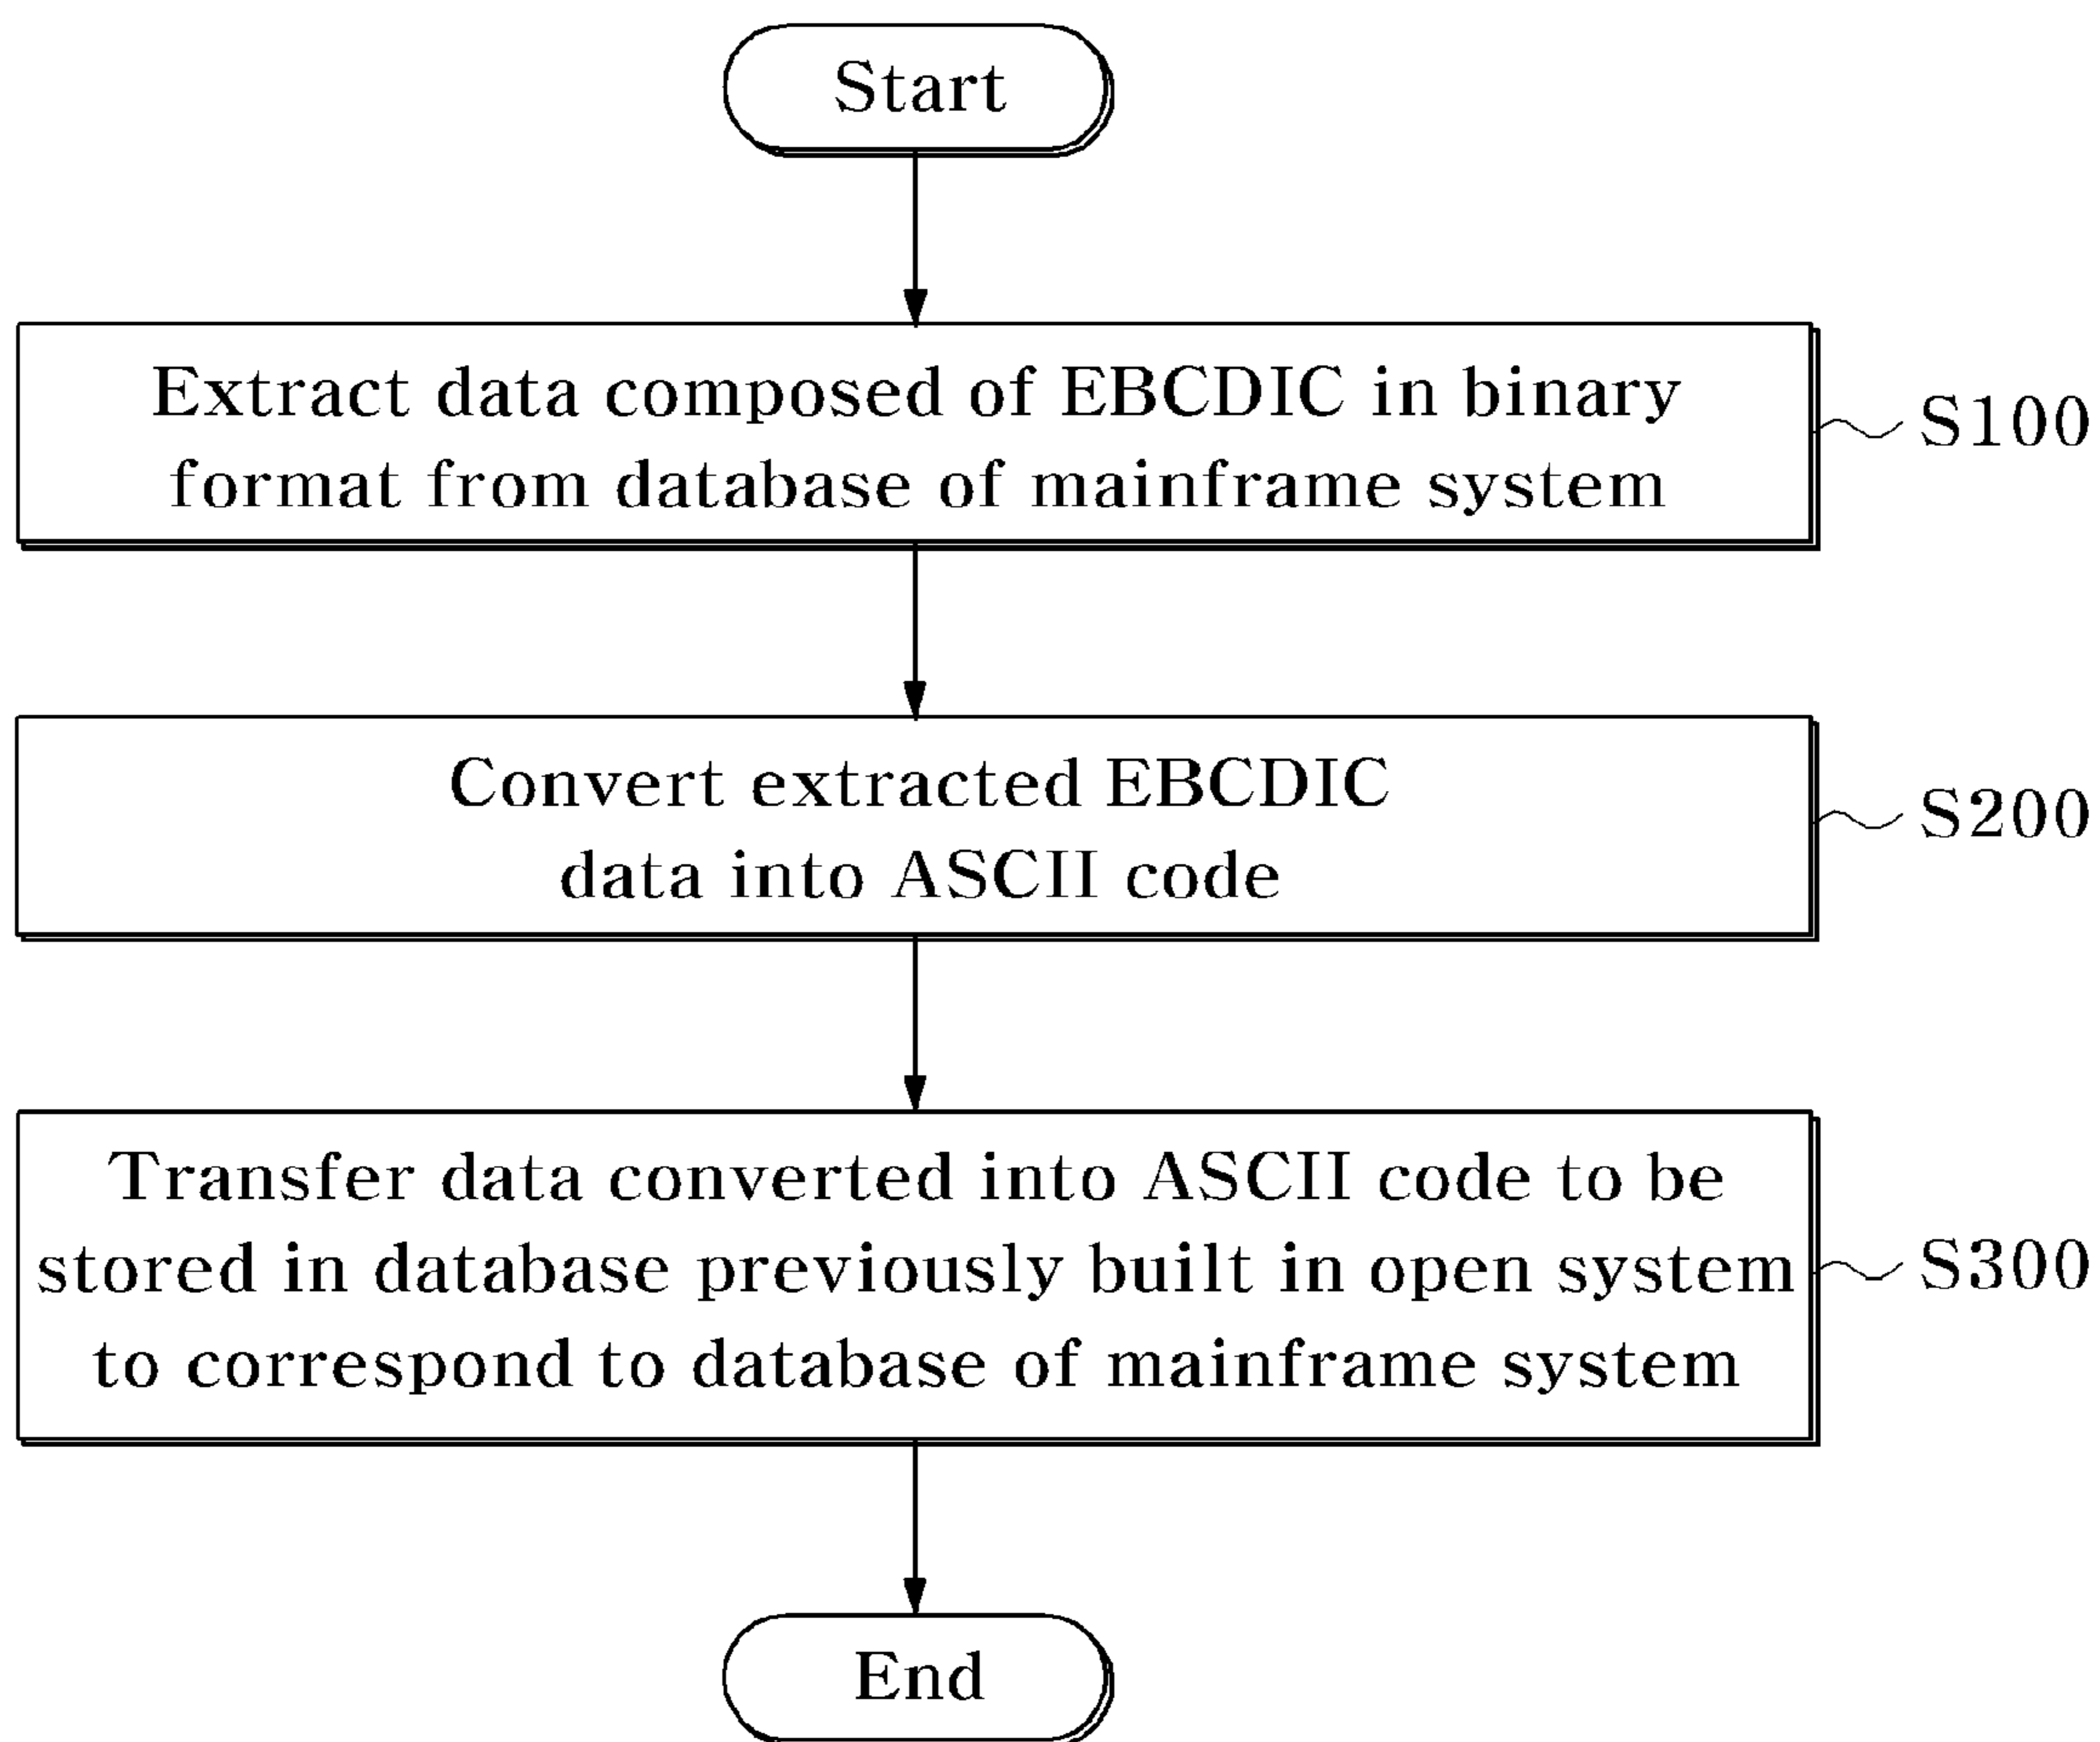 Start
Extract data composed of EBCDIC in binary
format from database of mainframe system
S100
Convert extracted EBCDIC
data into ASCII code
S200
Transfer data converted into ASCII code to be
stored in database previously built in open system
to correspond to database of mainframe system
S300
End